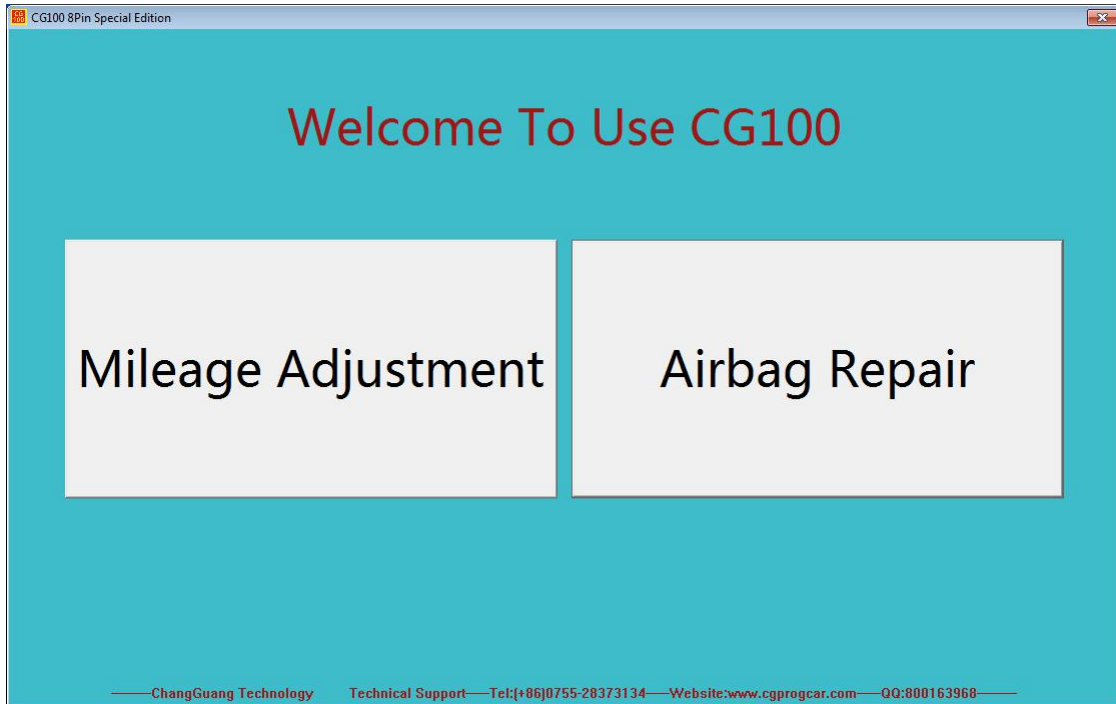 CG100 8Pin Special Edition
Welcome To Use CG100
Mileage Adjustment
Airbag Repair
———ChangGuang Technology Technical Support——Tel:(+86)0755-28373134——Website:www.cgprogcar.com——QQ:800163968———